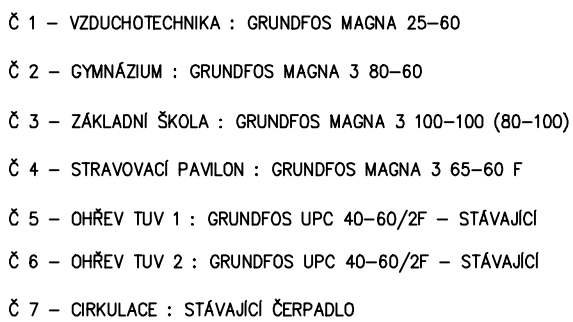 Č 1 – VZDUCHOTECHNIKA : GRUNDFOS MAGNA 25–60
Č 2 – GYMNÁZIUM : GRUNDFOS MAGNA 3 80–60
Č 3 – ZÁKLADNÍ ŠKOLA : GRUNDFOS MAGNA 3 100–100 (80–100)
Č 4 – STRAVOVACÍ PAVILON : GRUNDFOS MAGNA 3 65–60 F
Č 5 – OHŘEV TUV 1 : GRUNDFOS UPC 40–60/2F – STÁVAJÍCÍ
Č 6 – OHŘEV TUV 2 : GRUNDFOS UPC 40–60/2F – STÁVAJÍCÍ
Č 7 – CIRKULACE : STÁVAJÍCÍ ČERPADLO